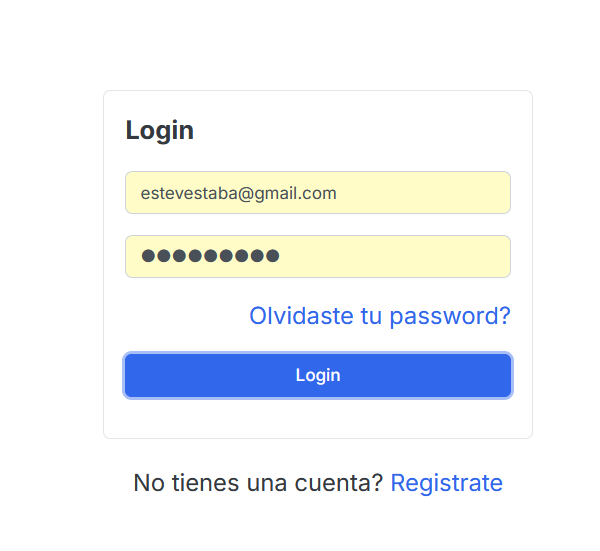 Login
estevestaba@gmail.com
●●●●●●●●●
Olvidaste tu password?
Login
No tienes una cuenta? Registrate